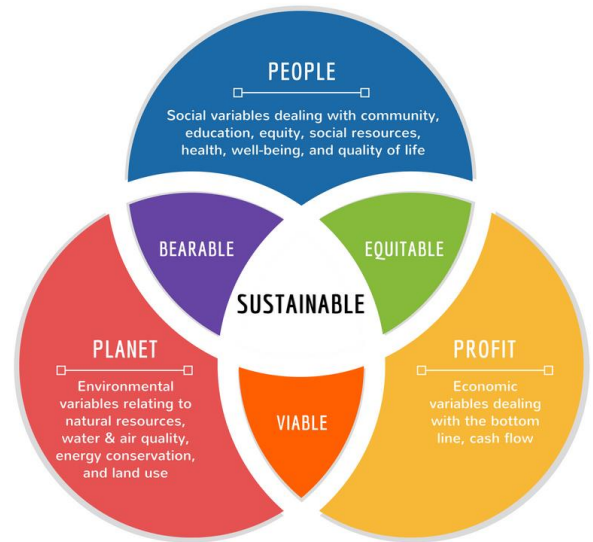 PEOPLE
Social variables dealing with community,
education, equity, social resources,
health, well-being, and quality of life
BEARABLE
EQUITABLE
SUSTAINABLE
PLANET
Environmental
variables relating to
natural resources,
water & air quality,
energy conservation,
and land use
PROFIT
Economic
variables dealing
with the bottom
line, cash flow
VIABLE